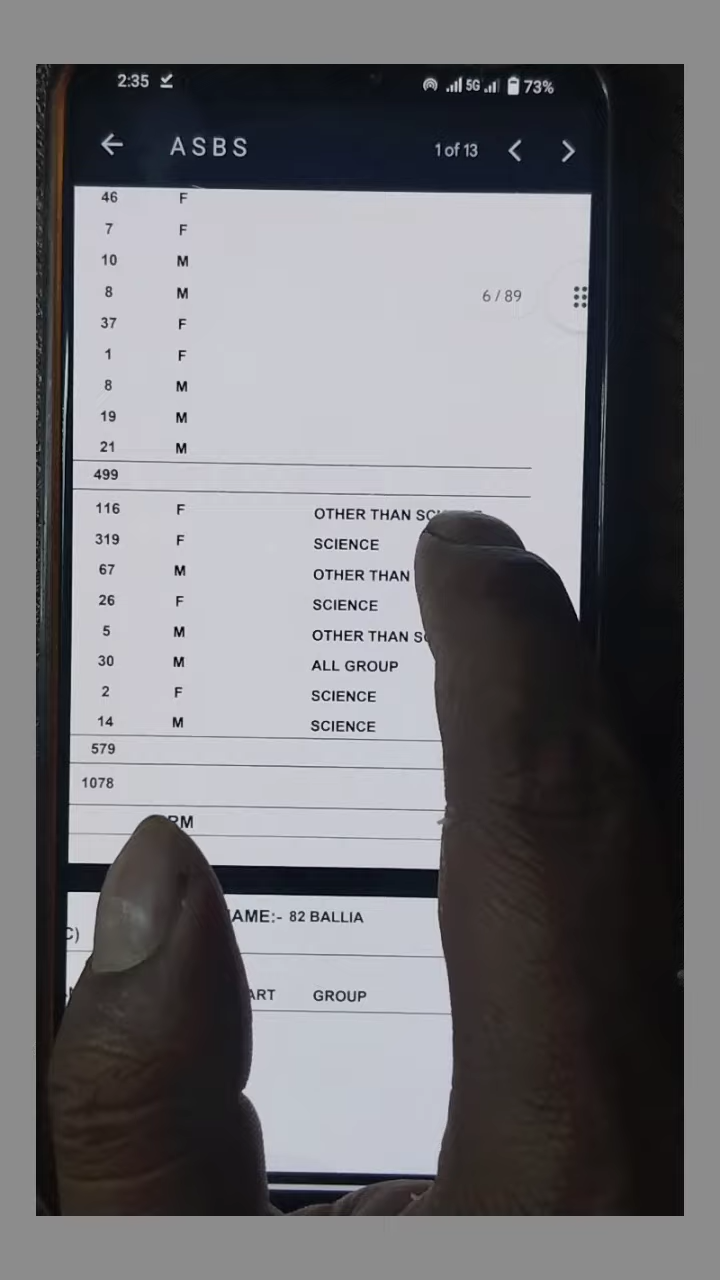 2:35 5G 73%
ASBS 1 of 13
46 F
7 F
10 M
8 M 6 / 89
37 F
1 F
8 M
19 M
21 M
499
116 F OTHER THAN
319 F SCIENCE
67 M OTHER THAN
26 F SCIENCE
5 M OTHER THAN
30 M ALL GROUP
2 F SCIENCE
14 M SCIENCE
579
1078
RM
AME:- 82 BALLIA
C)
ART GROUP